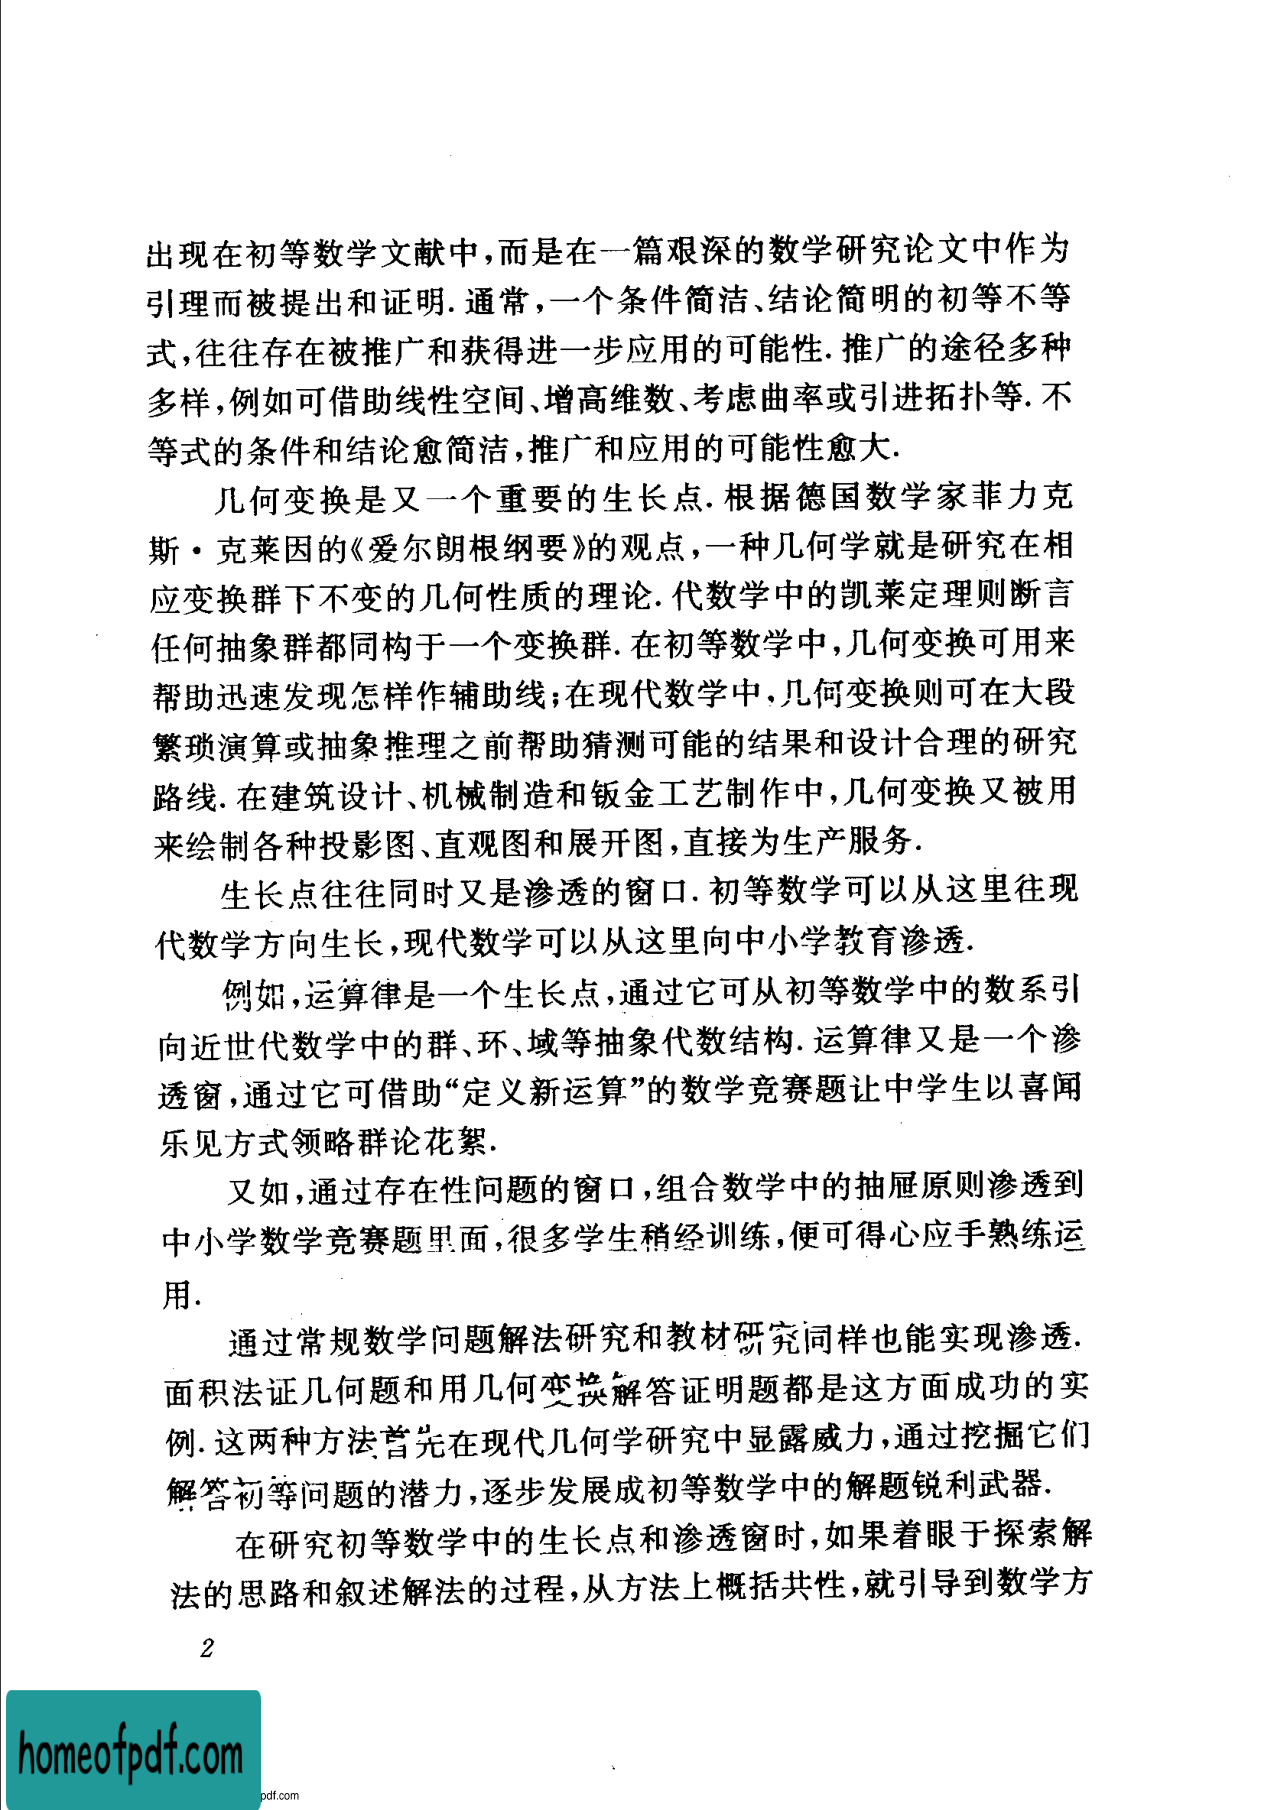 出现在初等数学文献中,而是在一篇艰深的数学研究论文中作为
引理而被提出和证明.通常,一个条件简洁、结论简明的初等不等
式,往往存在被推广和获得进一步应用的可能性.推广的途径多种
多样,例如可借助线性空间、增高维数、考虑曲率或引进拓扑等.不
等式的条件和结论愈简洁,推广和应用的可能性愈大.
几何变换是又一个重要的生长点.根据德国数学家菲力克
斯·克莱因的《爱尔朗根纲要》的观点,一种几何学就是研究在相
应变换群下不变的几何性质的理论.代数学中的凯莱定理则断言
任何抽象群都同构于一个变换群.在初等数学中,几何变换可用来
帮助迅速发现怎样作辅助线;在现代数学中,几何变换则可在大段
繁琐演算或抽象推理之前帮助猜测可能的结果和设计合理的研究
路线.在建筑设计、机械制造和钣金工艺制作中,几何变换又被用
来绘制各种投影图、直观图和展开图,直接为生产服务.
生长点往往同时又是渗透的窗口.初等数学可以从这里往现
代数学方向生长,现代数学可以从这里向中小学教育渗透.
例如,运算律是一个生长点,通过它可从初等数学中的数系引
向近世代数学中的群、环、域等抽象代数结构.运算律又是一个渗
透窗,通过它可借助“定义新运算”的数学竞赛题让中学生以喜闻
乐见方式领略群论花絮.
又如,通过存在性问题的窗口,组合数学中的抽屉原则渗透到
中小学数学竞赛题里面,很多学生稍经训练,便可得心应手熟练运
用.
通过常规数学问题解法研究和教材研究同样也能实现渗透.
面积法证几何题和用几何变换解答证明题都是这方面成功的实
例.这两种方法首先在现代几何学研究中显露威力,通过挖掘它们
解答初等问题的潜力,逐步发展成初等数学中的解题锐利武器.
在研究初等数学中的生长点和渗透窗时,如果着眼于探索解
法的思路和叙述解法的过程,从方法上概括共性,就引导到数学方
2
homeofpdf.com
pdf.com